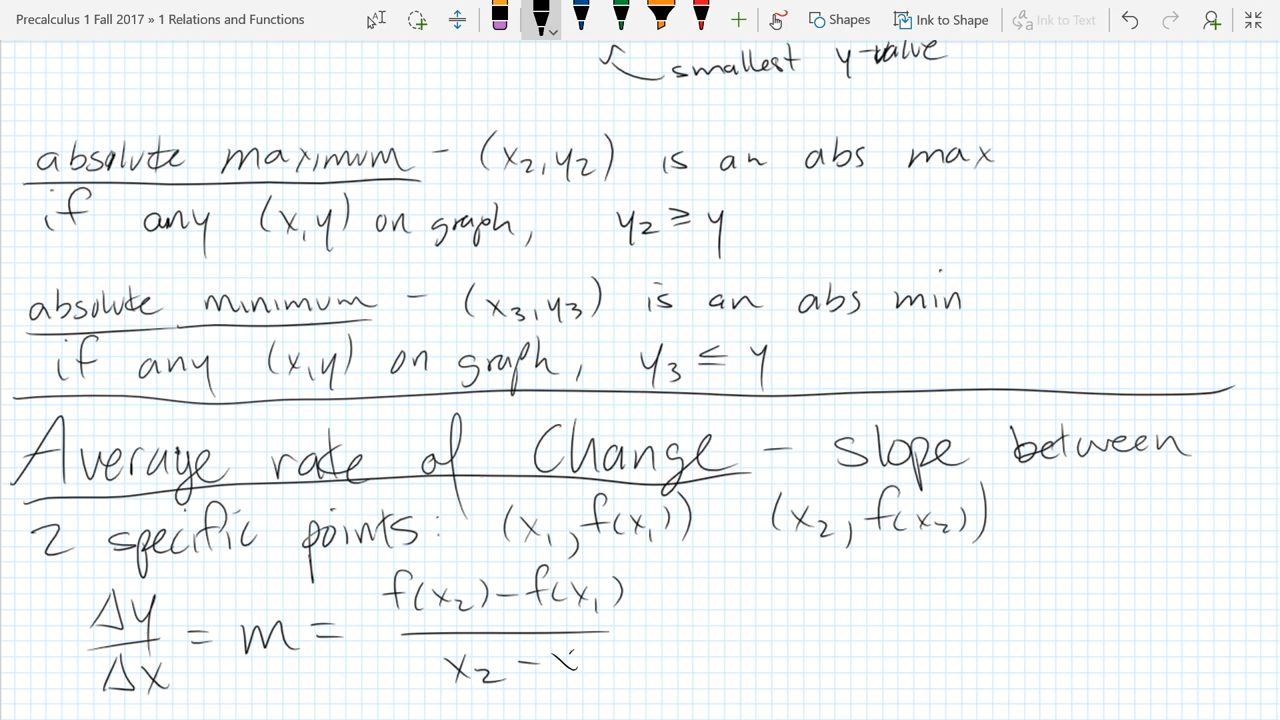 Precalculus 1 Fall 2017 » 1 Relations and Functions
Shapes Ink to Shape Ink to Text
smallest y-value
absolute maximum - (x₂, y₂) is an abs max
if any (x,y) on graph, y₂ ≥ y
absolute minimum - (x₃, y₃) is an abs min
if any (x,y) on graph, y₃ ≤ y
Average rate of Change - slope between
2 specific points: (x₁, f(x₁)) (x₂, f(x₂))
f(x₂) - f(x₁)
Δy
= m =
Δx
x₂ -